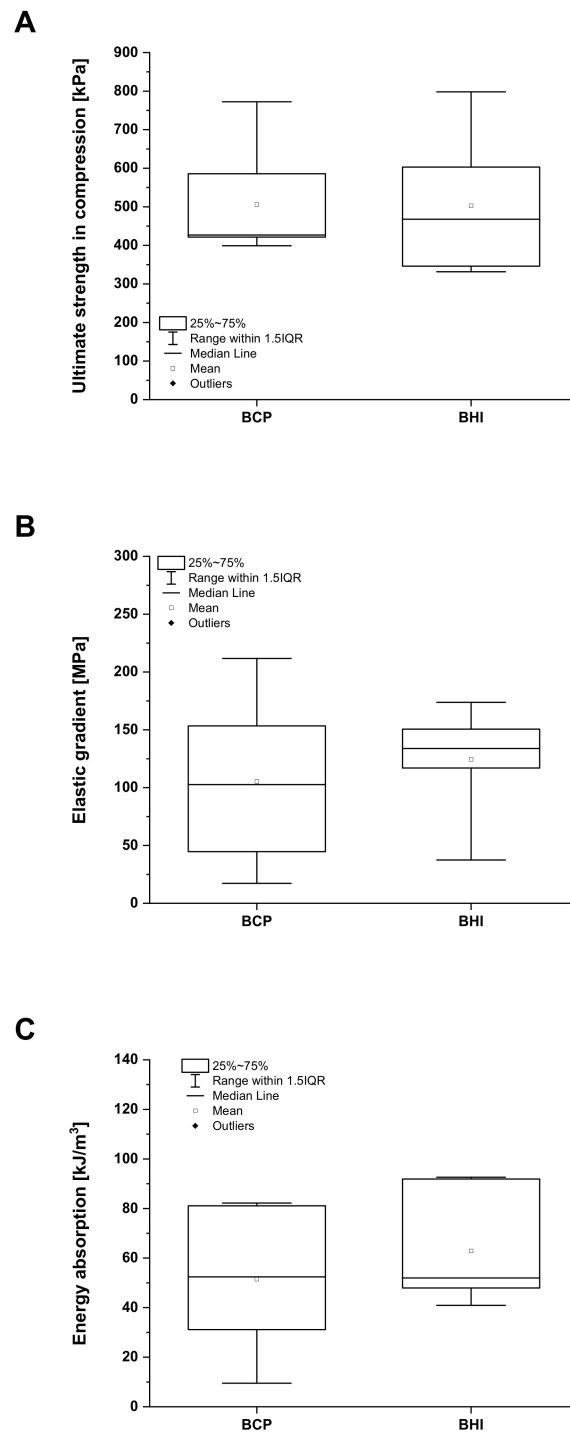 A
Ultimate strength in compression [kPa]
900
800
700
600
500
400
300
200
100
0
25%~75%
Range within 1.5IQR
Median Line
Mean
Outliers
BCP BHI
B
Elastic gradient [MPa]
300
250
200
150
100
50
0
25%~75%
Range within 1.5IQR
Median Line
Mean
Outliers
BCP BHI
C
Energy absorption [kJ/m³]
140
120
100
80
60
40
20
0
25%~75%
Range within 1.5IQR
Median Line
Mean
Outliers
BCP BHI